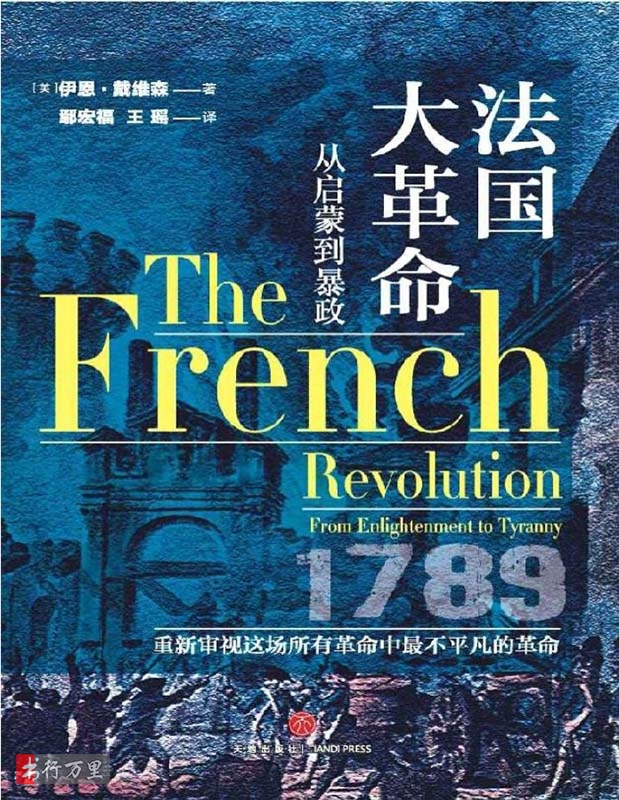 [英]伊恩·戴维森——著
鄢宏福 王瑶——译
法国
大革命
从启蒙到暴政
The
French
Revolution
From Enlightenment to Tyranny
1789
重新审视这场所有革命中最不平凡的革命
天地出版社|TIANDI PRESS
书行万里